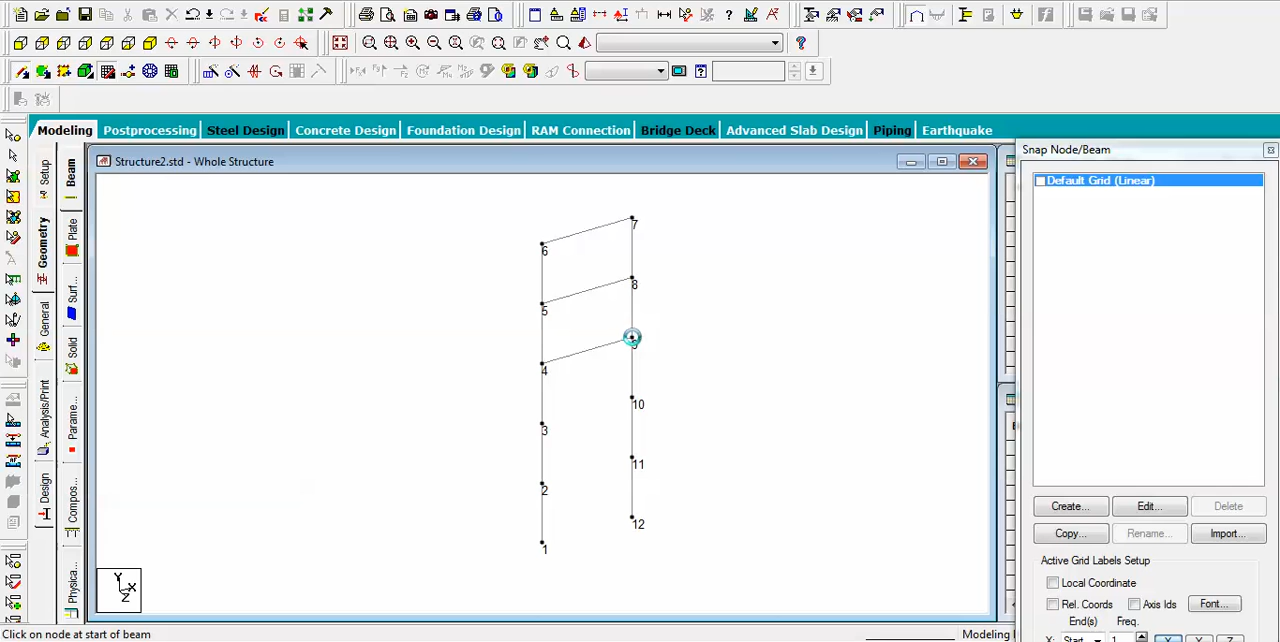 Modeling Postprocessing Steel Design Concrete Design Foundation Design RAM Connection Bridge Deck Advanced Slab Design Piping Earthquake
Structure2.std - Whole Structure
Snap Node/Beam
Default Grid (Linear)
Setup
Geometry
General
Analysis/Print
Design
Beam
Plate
Surf...
Solid
Parame...
Compos...
Physica...
7
6
8
5
9
4
10
3
11
2
12
1
Y
X
Z
Create... Edit... Delete
Copy... Rename... Import...
Active Grid Labels Setup
Local Coordinate
Rel. Coords Axis Ids Font...
End(s) Freq.
X: Start 1
Click on node at start of beam
Modeling